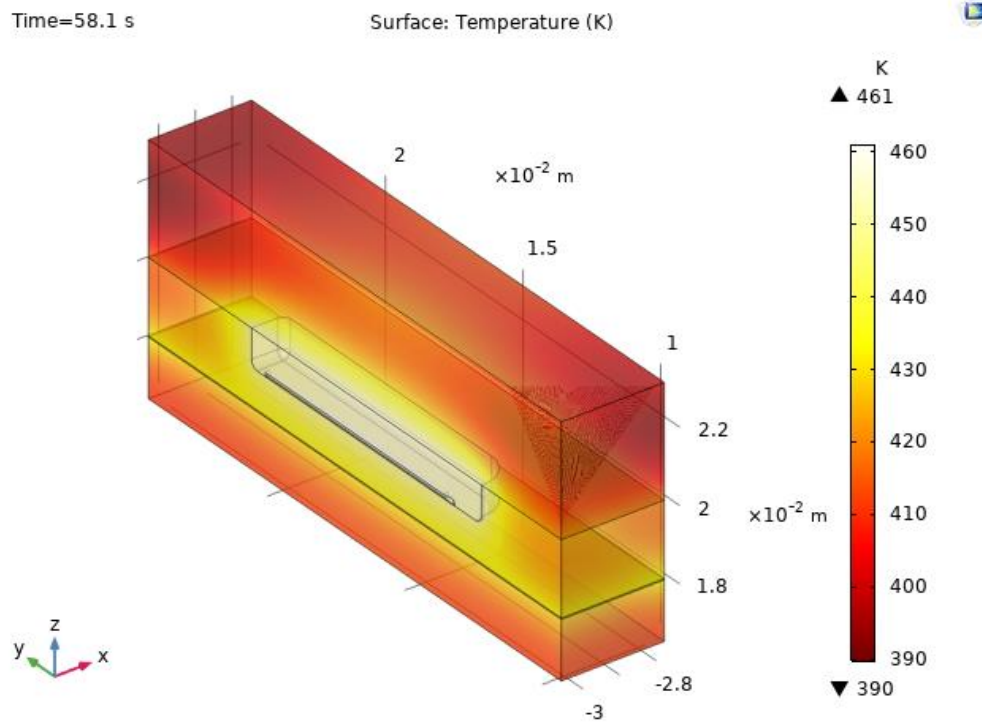 Time=58.1 s
Surface: Temperature (K)
K
▲ 461
2
×10⁻² m
460
450
1.5
440
1
430
2.2
420
2
×10⁻² m
410
1.8
400
z
y
x
390
-2.8
▼ 390
-3